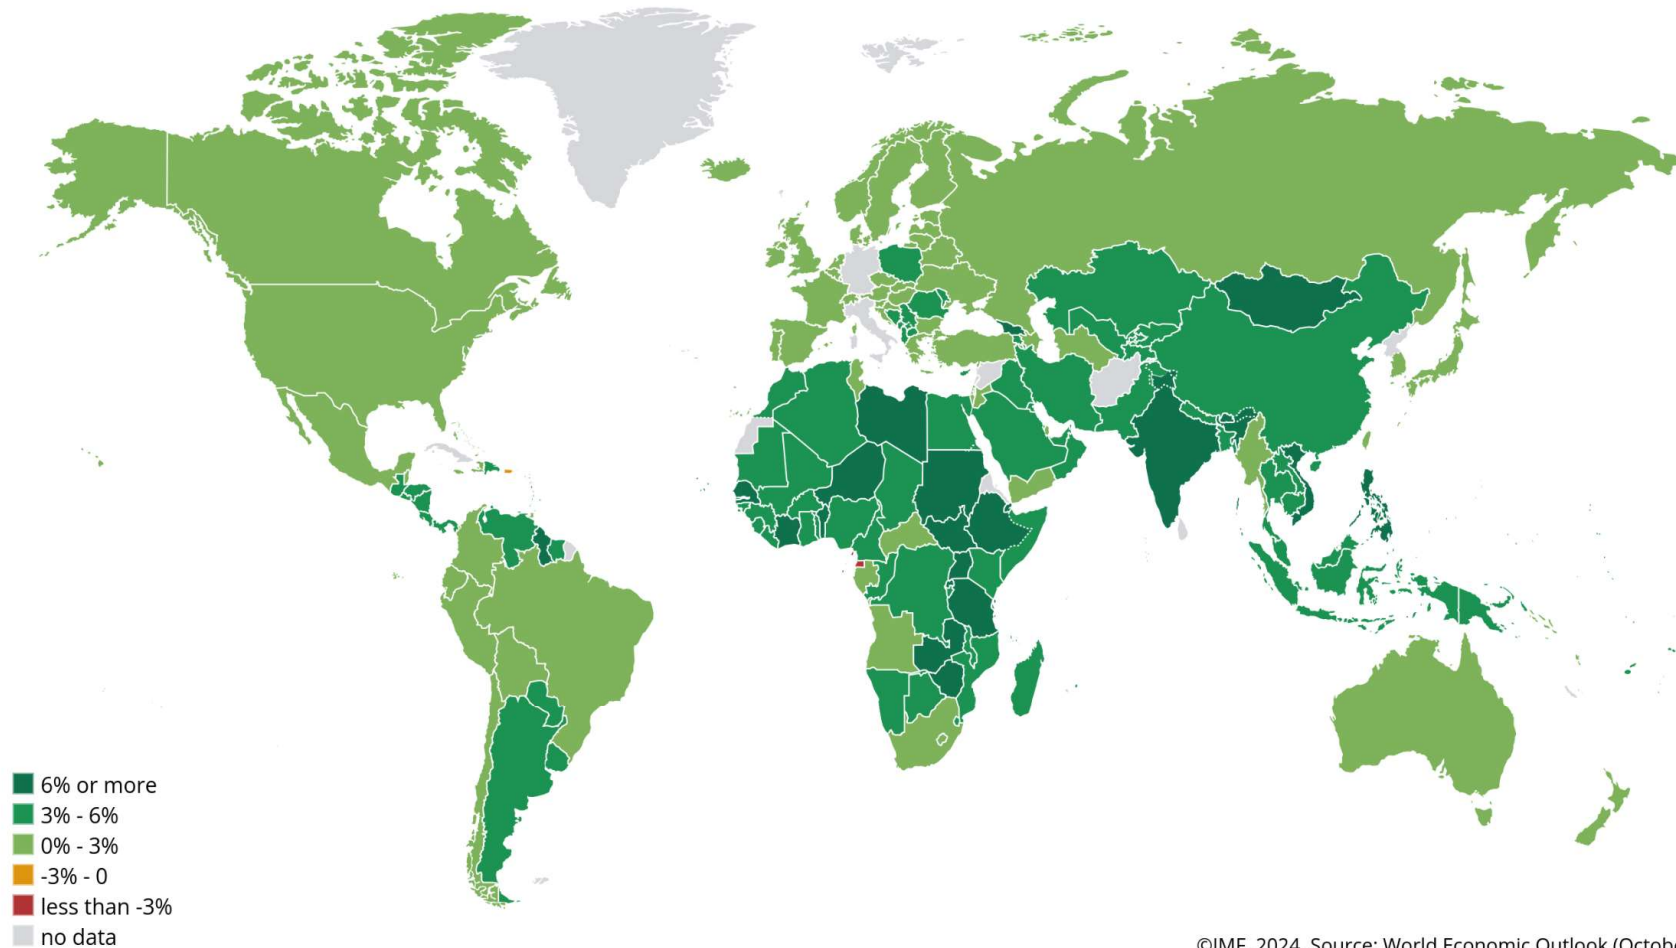 6% or more
3% - 6%
0% - 3%
-3% - 0
less than -3%
no data
©IMF, 2024, Source: World Economic Outlook (Octob